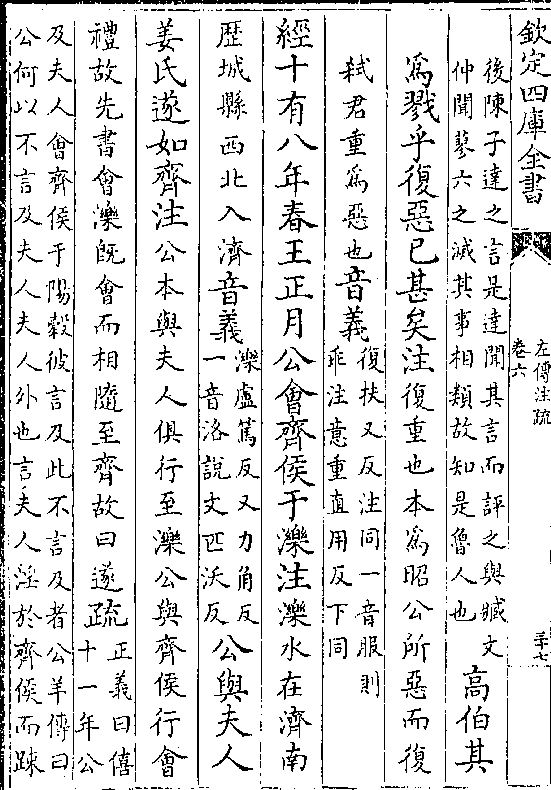 欽定四庫全書
左傳注疏
卷六
三十七
後陳子達之言是達聞其言而評之與臧文
仲聞蓼六之滅其事相類故知是魯人也
高伯其
爲戮乎復惡已甚矣注復重也本爲昭公所惡而復
弑君重爲惡也音義
復扶又反注同一音服則
乖注意重直用反下同
經十有八年春王正月公會齊侯于濼注濼水在濟南
歷城縣西北入濟音義
濼盧篤反又力角反
一音洛說文匹沃反
公與夫人
姜氏遂如齊注公本與夫人俱行至濼公與齊侯行會
禮故先書會濼既會而相隨至齊故曰遂疏
正義曰僖
十一年公
及夫人會齊侯于陽榖彼言及此不言及者公羊傳曰
公何以不言及夫人夫人外也言夫人淫於齊侯而踈